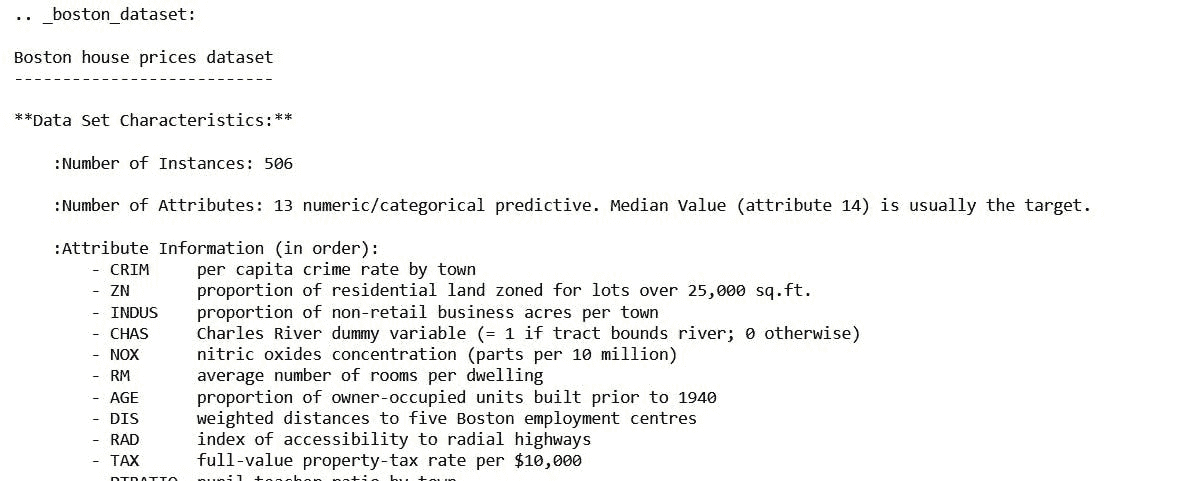 .. _boston_dataset:
Boston house prices dataset
---------------------------
**Data Set Characteristics:**
:Number of Instances: 506
:Number of Attributes: 13 numeric/categorical predictive. Median Value (attribute 14) is usually the target.
:Attribute Information (in order):
- CRIM per capita crime rate by town
- ZN proportion of residential land zoned for lots over 25,000 sq.ft.
- INDUS proportion of non-retail business acres per town
- CHAS Charles River dummy variable (= 1 if tract bounds river; 0 otherwise)
- NOX nitric oxides concentration (parts per 10 million)
- RM average number of rooms per dwelling
- AGE proportion of owner-occupied units built prior to 1940
- DIS weighted distances to five Boston employment centres
- RAD index of accessibility to radial highways
- TAX full-value property-tax rate per $10,000
- PTRATIO pupil-teacher ratio by town